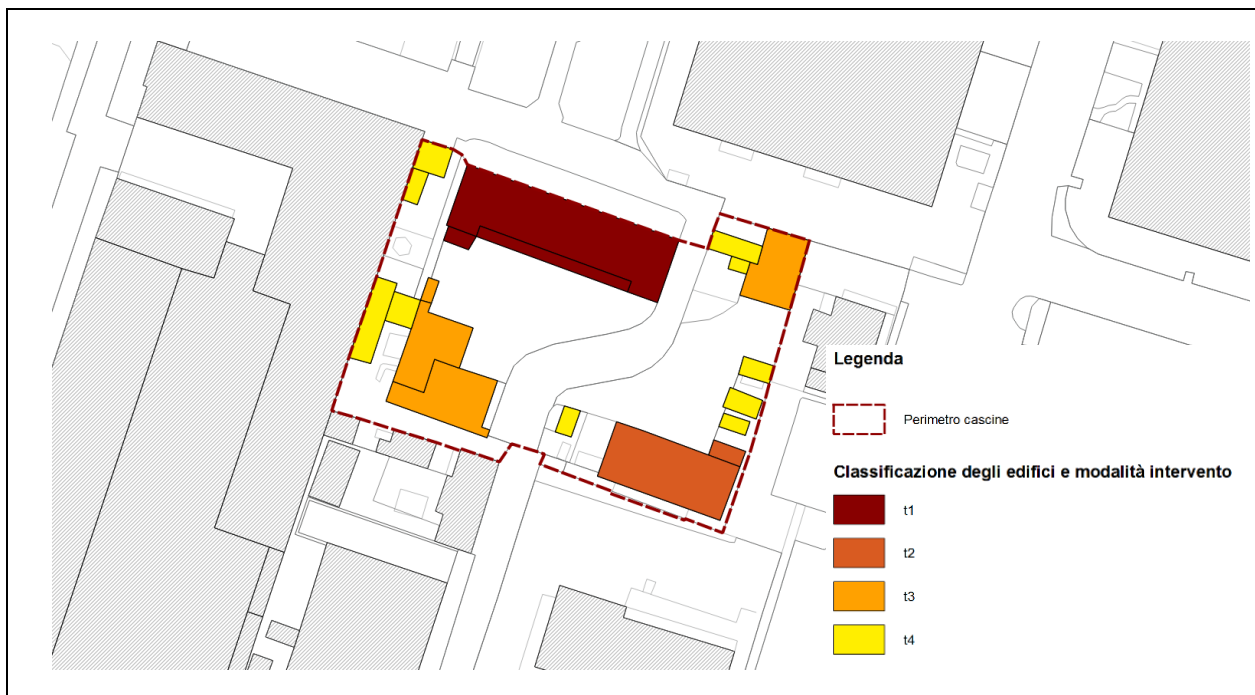 Legenda
Perimetro cascine
Classificazione degli edifici e modalità intervento
t1
t2
t3
t4